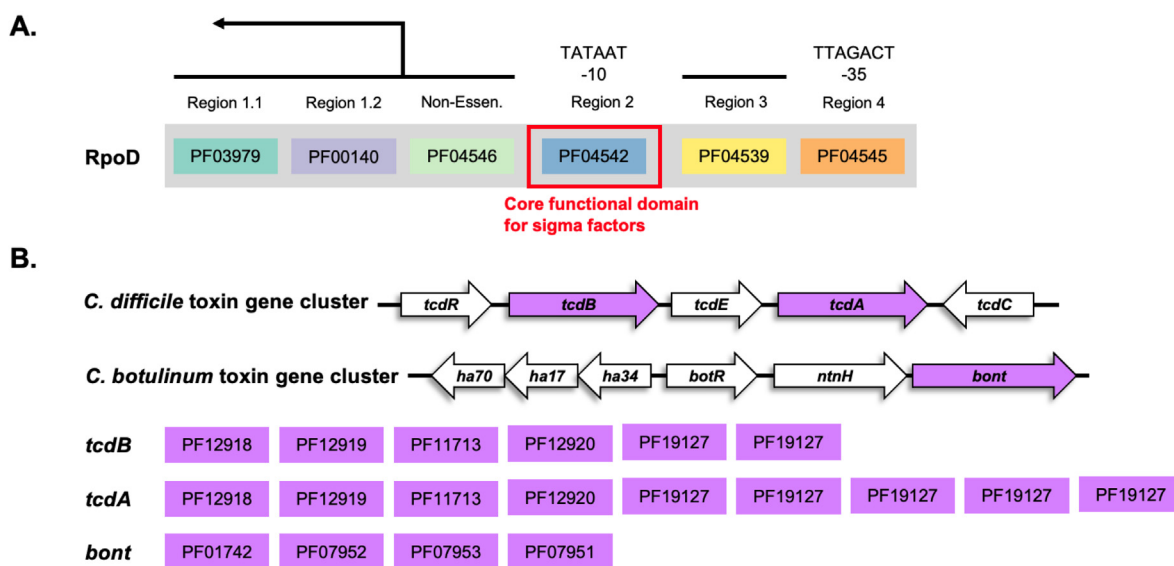 A.
TATAAT TTAGACT
-10 -35
Region 1.1 Region 1.2 Non-Essen. Region 2 Region 3 Region 4
RpoD PF03979 PF00140 PF04546 PF04542 PF04539 PF04545
Core functional domain
for sigma factors
B.
C. difficile toxin gene cluster tcdR tcdB tcdE tcdA tcdC
C. botulinum toxin gene cluster ha70 ha17 ha34 botR ntnH bont
tcdB PF12918 PF12919 PF11713 PF12920 PF19127 PF19127
tcdA PF12918 PF12919 PF11713 PF12920 PF19127 PF19127 PF19127 PF19127 PF19127
bont PF01742 PF07952 PF07953 PF07951